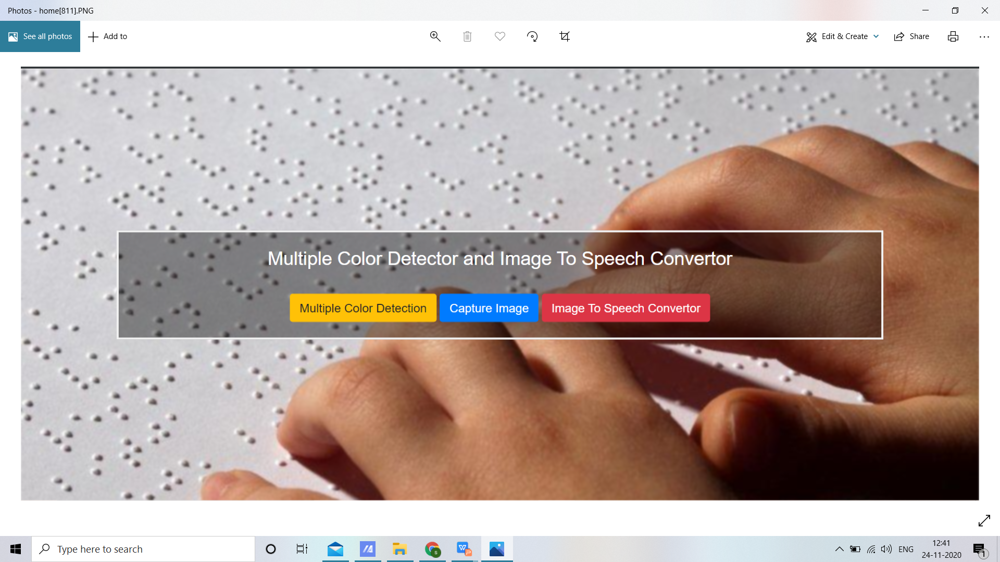 Photos - home[811].PNG
See all photos
Add to
Edit & Create
Share
Multiple Color Detector and Image To Speech Convertor
Multiple Color Detection
Capture Image
Image To Speech Convertor
Type here to search
ENG
12:41
24-11-2020
1